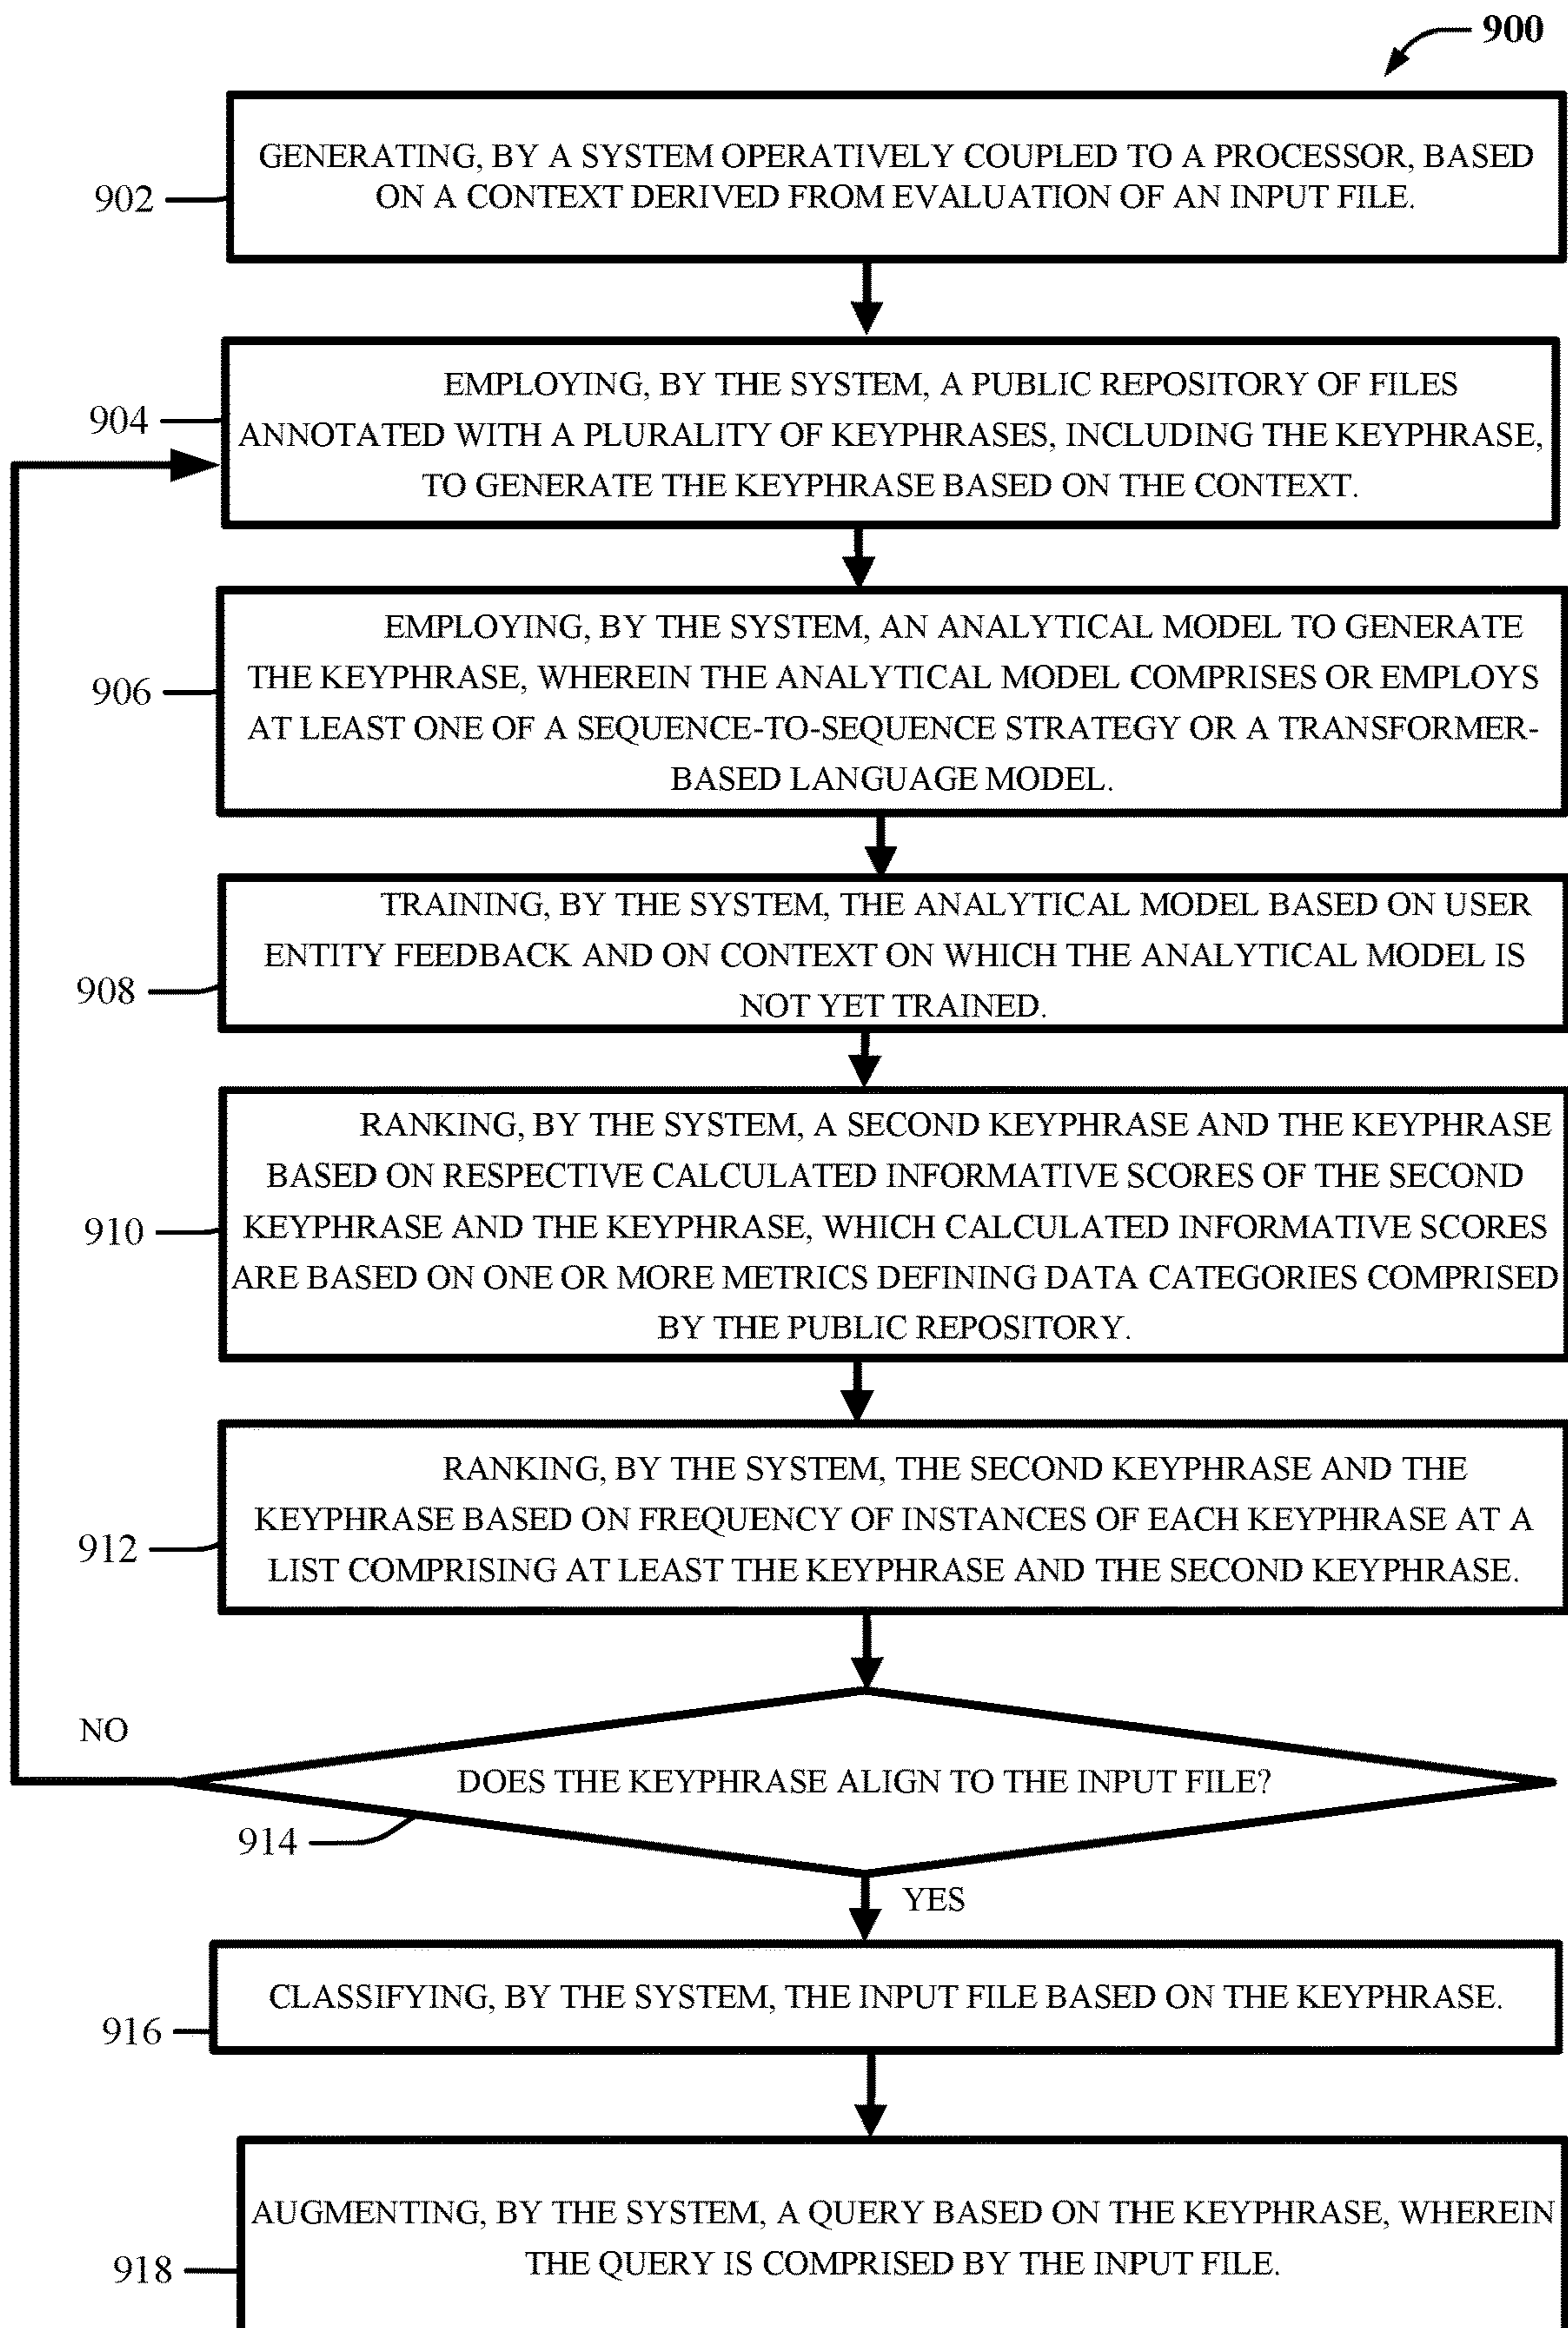 900
902
GENERATING, BY A SYSTEM OPERATIVELY COUPLED TO A PROCESSOR, BASED
ON A CONTEXT DERIVED FROM EVALUATION OF AN INPUT FILE.
904
EMPLOYING, BY THE SYSTEM, A PUBLIC REPOSITORY OF FILES
ANNOTATED WITH A PLURALITY OF KEYPHRASES, INCLUDING THE KEYPHRASE,
TO GENERATE THE KEYPHRASE BASED ON THE CONTEXT.
906
EMPLOYING, BY THE SYSTEM, AN ANALYTICAL MODEL TO GENERATE
THE KEYPHRASE, WHEREIN THE ANALYTICAL MODEL COMPRISES OR EMPLOYS
AT LEAST ONE OF A SEQUENCE-TO-SEQUENCE STRATEGY OR A TRANSFORMER-
BASED LANGUAGE MODEL.
908
TRAINING, BY THE SYSTEM, THE ANALYTICAL MODEL BASED ON USER
ENTITY FEEDBACK AND ON CONTEXT ON WHICH THE ANALYTICAL MODEL IS
NOT YET TRAINED.
910
RANKING, BY THE SYSTEM, A SECOND KEYPHRASE AND THE KEYPHRASE
BASED ON RESPECTIVE CALCULATED INFORMATIVE SCORES OF THE SECOND
KEYPHRASE AND THE KEYPHRASE, WHICH CALCULATED INFORMATIVE SCORES
ARE BASED ON ONE OR MORE METRICS DEFINING DATA CATEGORIES COMPRISED
BY THE PUBLIC REPOSITORY.
912
RANKING, BY THE SYSTEM, THE SECOND KEYPHRASE AND THE
KEYPHRASE BASED ON FREQUENCY OF INSTANCES OF EACH KEYPHRASE AT A
LIST COMPRISING AT LEAST THE KEYPHRASE AND THE SECOND KEYPHRASE.
NO
DOES THE KEYPHRASE ALIGN TO THE INPUT FILE?
914
YES
916
CLASSIFYING, BY THE SYSTEM, THE INPUT FILE BASED ON THE KEYPHRASE.
918
AUGMENTING, BY THE SYSTEM, A QUERY BASED ON THE KEYPHRASE, WHEREIN
THE QUERY IS COMPRISED BY THE INPUT FILE.